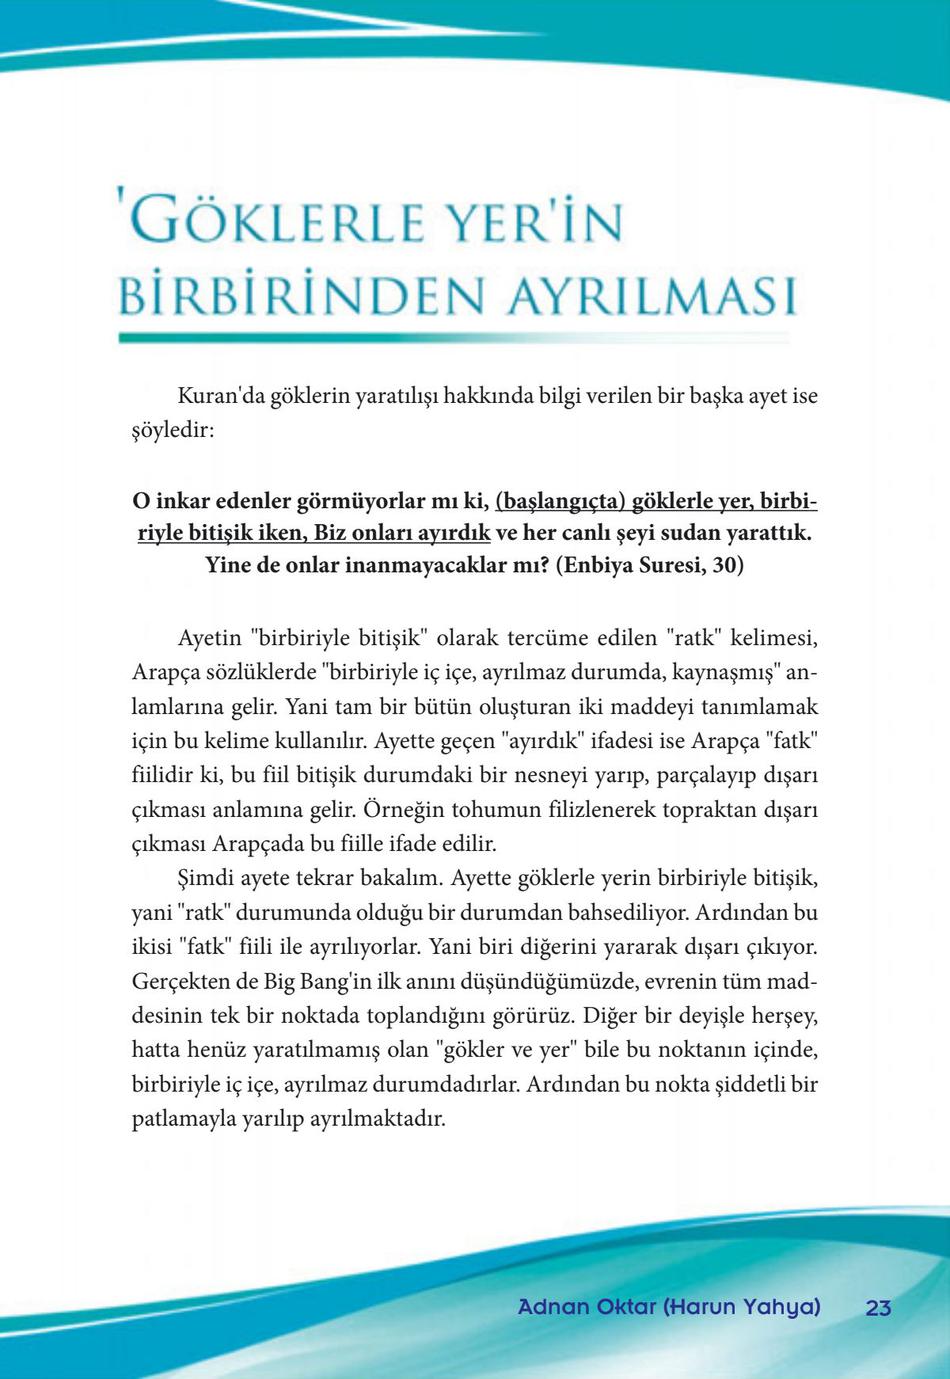 'GÖKLERLE YER'İN
BİRBİRİNDEN AYRILMASI
Kuran'da göklerin yaratılışı hakkında bilgi verilen bir başka ayet ise
şöyledir:
O inkar edenler görmüyorlar mı ki, (başlangıçta) göklerle yer, birbi-
riyle bitişik iken, Biz onları ayırdık ve her canlı şeyi sudan yarattık.
Yine de onlar inanmayacaklar mı? (Enbiya Suresi, 30)
Ayetin "birbiriyle bitişik" olarak tercüme edilen "ratk" kelimesi,
Arapça sözlüklerde "birbiriyle iç içe, ayrılmaz durumda, kaynaşmış" an-
lamlarına gelir. Yani tam bir bütün oluşturan iki maddeyi tanımlamak
için bu kelime kullanılır. Ayette geçen "ayırdık" ifadesi ise Arapça "fatk"
fiilidir ki, bu fiil bitişik durumdaki bir nesneyi yarıp, parçalayıp dışarı
çıkması anlamına gelir. Örneğin tohumun filizlenerek topraktan dışarı
çıkması Arapçada bu fiille ifade edilir.
Şimdi ayete tekrar bakalım. Ayette göklerle yerin birbiriyle bitişik,
yani "ratk" durumunda olduğu bir durumdan bahsediliyor. Ardından bu
ikisi "fatk" fiili ile ayrılıyorlar. Yani biri diğerini yararak dışarı çıkıyor.
Gerçekten de Big Bang'in ilk anını düşündüğümüzde, evrenin tüm mad-
desinin tek bir noktada toplandığını görürüz. Diğer bir deyişle herşey,
hatta henüz yaratılmamış olan "gökler ve yer" bile bu noktanın içinde,
birbiriyle iç içe, ayrılmaz durumdadırlar. Ardından bu nokta şiddetli bir
patlamayla yarılıp ayrılmaktadır.
Adnan Oktar (Harun Yahya) 23